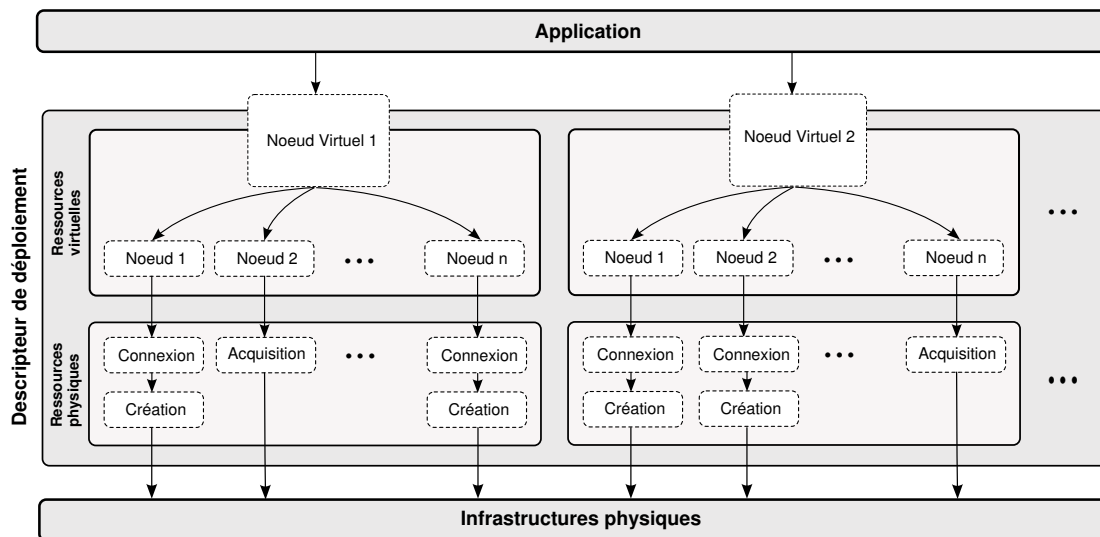 Application
Descripteur de déploiement
Ressources
virtuelles
Noeud Virtuel 1
Noeud Virtuel 2
Noeud 1
Noeud 2
•••
Noeud n
Noeud 1
Noeud 2
•••
Noeud n
•••
Ressources
physiques
Connexion
Acquisition
•••
Connexion
Connexion
Connexion
•••
Acquisition
Création
Création
Création
Création
•••
Infrastructures physiques